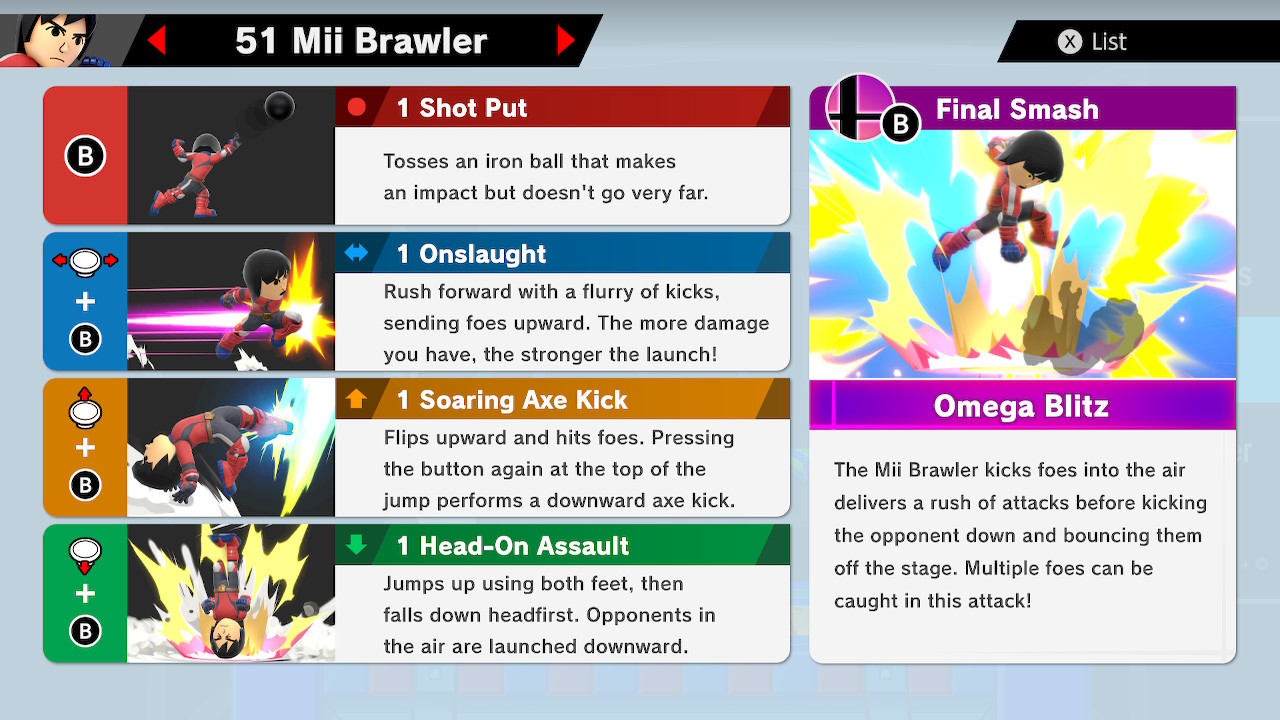 51 Mii Brawler
X List
B
1 Shot Put
Tosses an iron ball that makes
an impact but doesn't go very far.
+
B
1 Onslaught
Rush forward with a flurry of kicks,
sending foes upward. The more damage
you have, the stronger the launch!
+
B
1 Soaring Axe Kick
Flips upward and hits foes. Pressing
the button again at the top of the
jump performs a downward axe kick.
+
B
1 Head-On Assault
Jumps up using both feet, then
falls down headfirst. Opponents in
the air are launched downward.
B
Final Smash
Omega Blitz
The Mii Brawler kicks foes into the air
delivers a rush of attacks before kicking
the opponent down and bouncing them
off the stage. Multiple foes can be
caught in this attack!